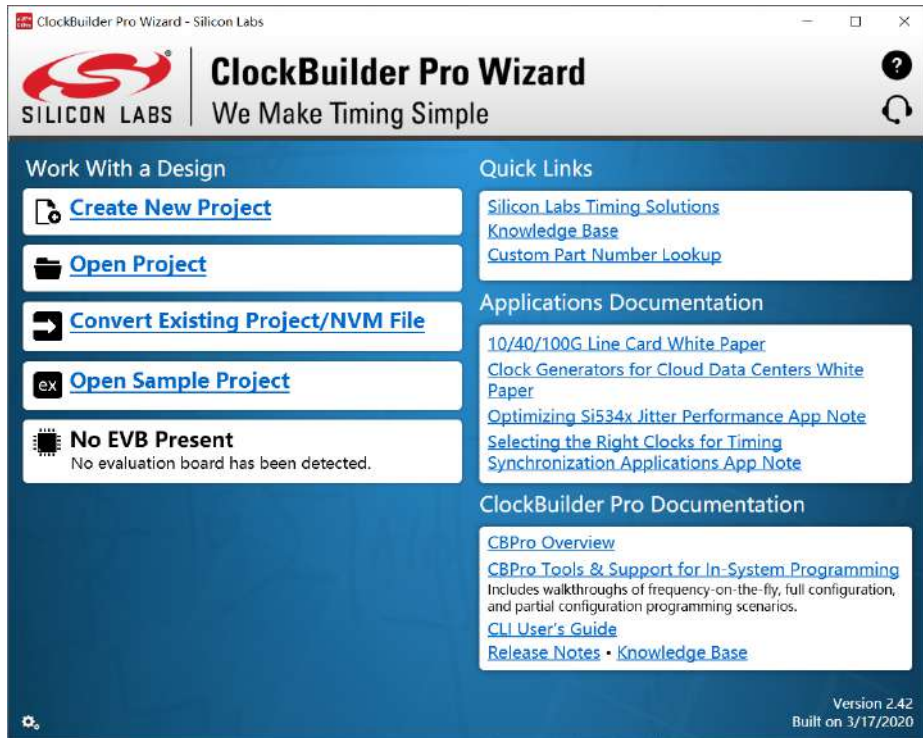 ClockBuilder Pro Wizard - Silicon Labs
SILICON LABS
ClockBuilder Pro Wizard
We Make Timing Simple
Work With a Design
Create New Project
Open Project
Convert Existing Project/NVM File
ex Open Sample Project
No EVB Present
No evaluation board has been detected.
Quick Links
Silicon Labs Timing Solutions
Knowledge Base
Custom Part Number Lookup
Applications Documentation
10/40/100G Line Card White Paper
Clock Generators for Cloud Data Centers White
Paper
Optimizing Si534x Jitter Performance App Note
Selecting the Right Clocks for Timing
Synchronization Applications App Note
ClockBuilder Pro Documentation
CBPro Overview
CBPro Tools & Support for In-System Programming
Includes walkthroughs of frequency-on-the-fly, full configuration,
and partial configuration programming scenarios.
CLI User's Guide
Release Notes • Knowledge Base
Version 2.42
Built on 3/17/2020